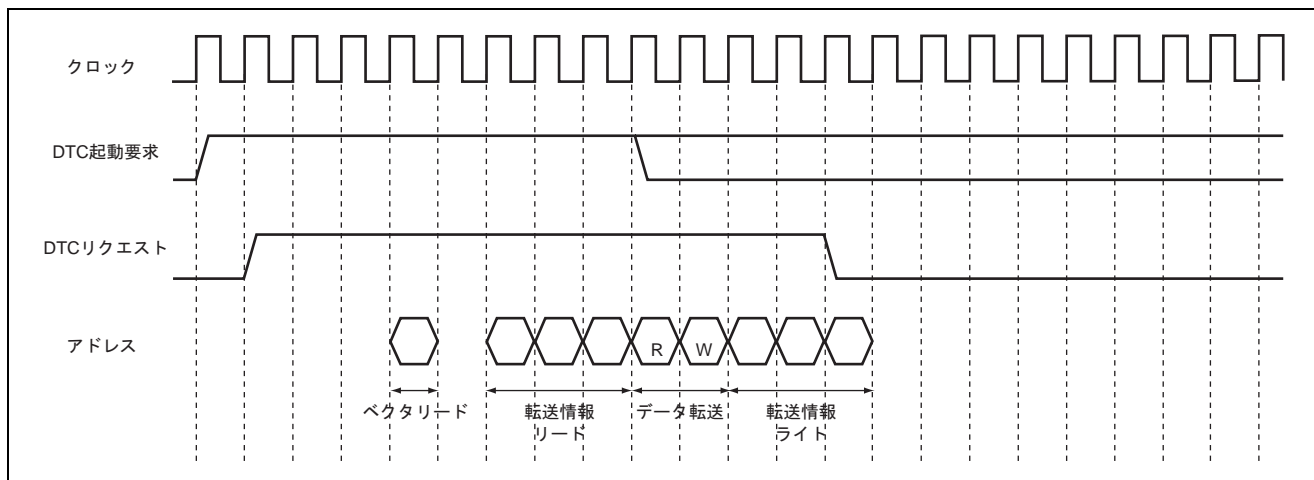 クロック
DTC起動要求
DTCリクエスト
アドレス
R
W
ベクタリード
転送情報
リード
データ転送
転送情報
ライト